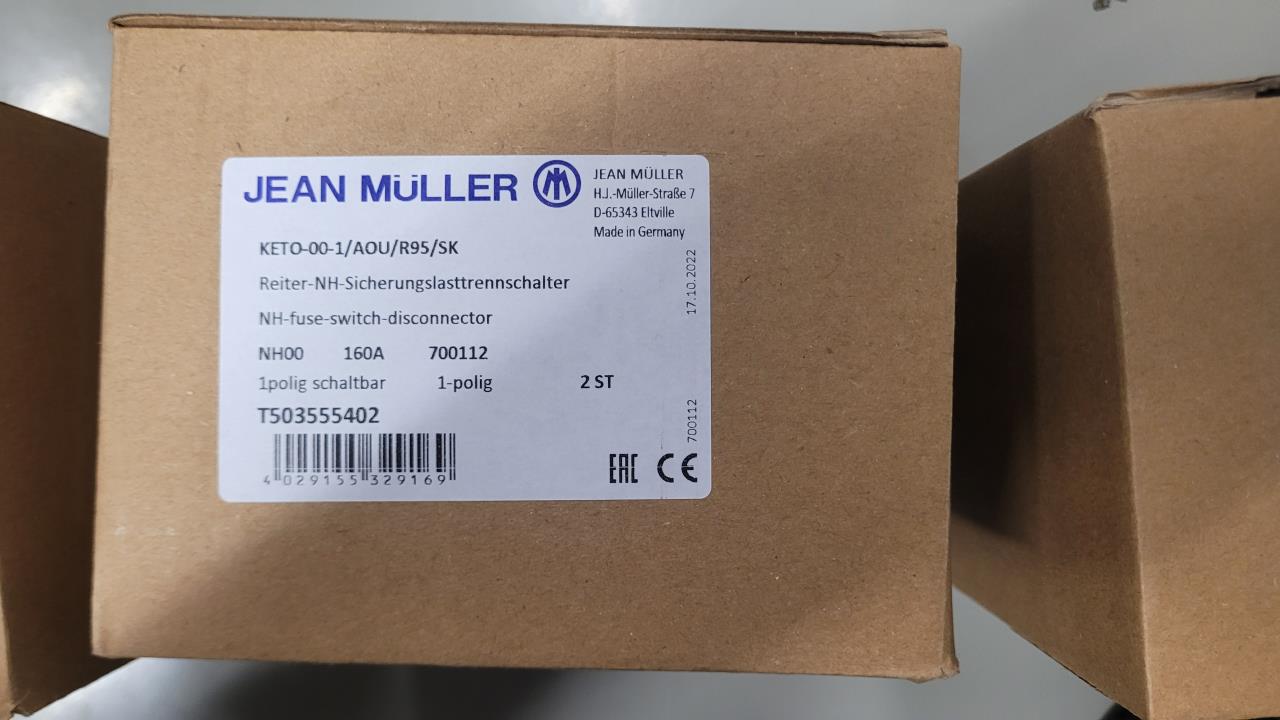 JEAN MÜLLER
JEAN MÜLLER
H.J.-Müller-Straße 7
D-65343 Eltville
Made in Germany
KETO-00-1/AOU/R95/SK
Reiter-NH-Sicherungslasttrennschalter
NH-fuse-switch-disconnector
NH00 160A 700112
1polig schaltbar 1-polig 2 ST
T503555402
4 029155 329169
17.10.2022
700112
EAC CE